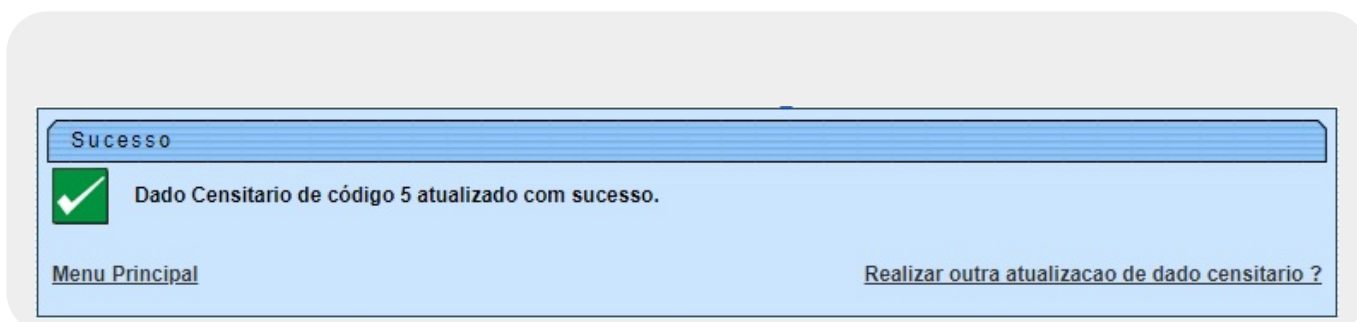 Sucesso
Dado Censitario de código 5 atualizado com sucesso.
Menu Principal
Realizar outra atualizacao de dado censitario ?